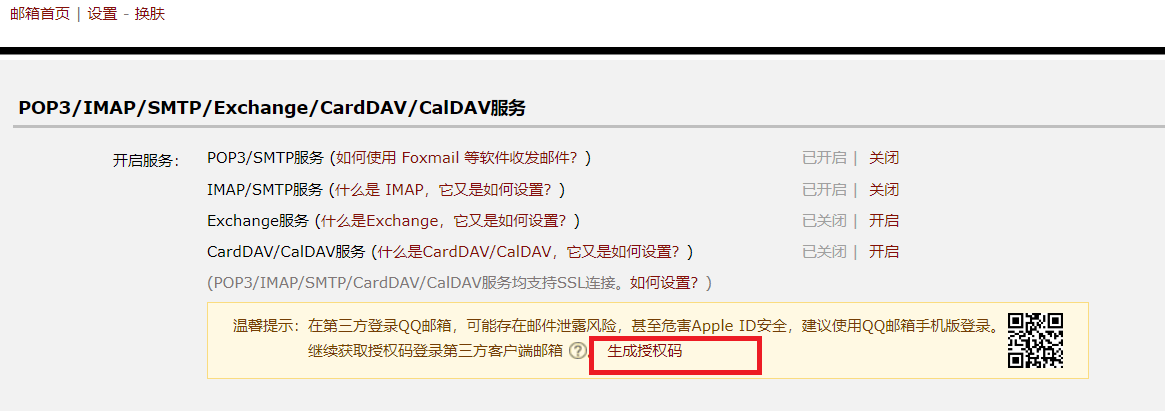 邮箱首页 | 设置 - 换肤
POP3/IMAP/SMTP/Exchange/CardDAV/CalDAV服务
开启服务： POP3/SMTP服务 (如何使用 Foxmail 等软件收发邮件？) 已开启 | 关闭
IMAP/SMTP服务 (什么是 IMAP，它又是如何设置？) 已开启 | 关闭
Exchange服务 (什么是Exchange，它又是如何设置？) 已关闭 | 开启
CardDAV/CalDAV服务 (什么是CardDAV/CalDAV，它又是如何设置？) 已关闭 | 开启
(POP3/IMAP/SMTP/CardDAV/CalDAV服务均支持SSL连接。如何设置？)
温馨提示：在第三方登录QQ邮箱，可能存在邮件泄露风险，甚至危害Apple ID安全，建议使用QQ邮箱手机版登录。
继续获取授权码登录第三方客户端邮箱 ?。 生成授权码